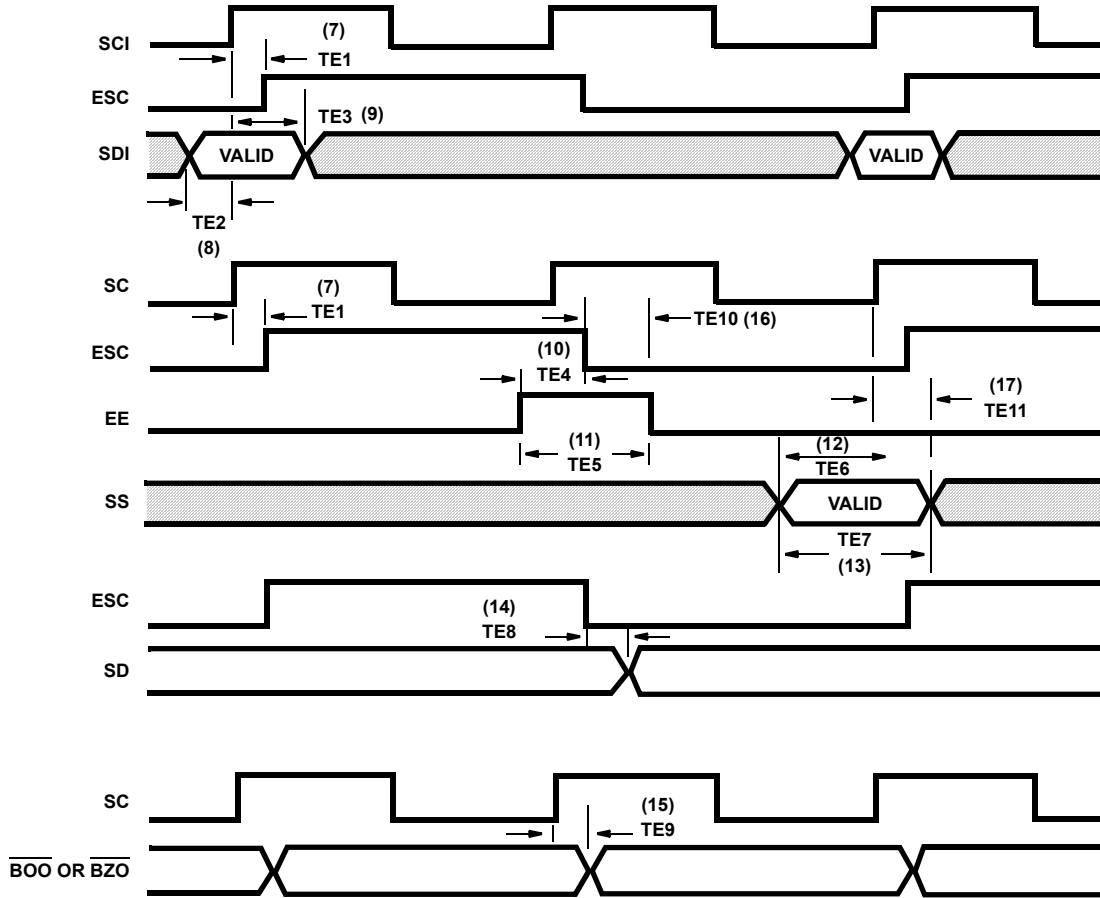 SCI
(7)
TE1
ESC
TE3 (9)
SDI
VALID
VALID
TE2
(8)
SC
(7)
TE1
TE10 (16)
ESC
(10)
TE4
(17)
TE11
EE
(11)
TE5
(12)
TE6
SS
VALID
TE7
(13)
ESC
(14)
TE8
SD
SC
(15)
TE9
BOO OR BZO